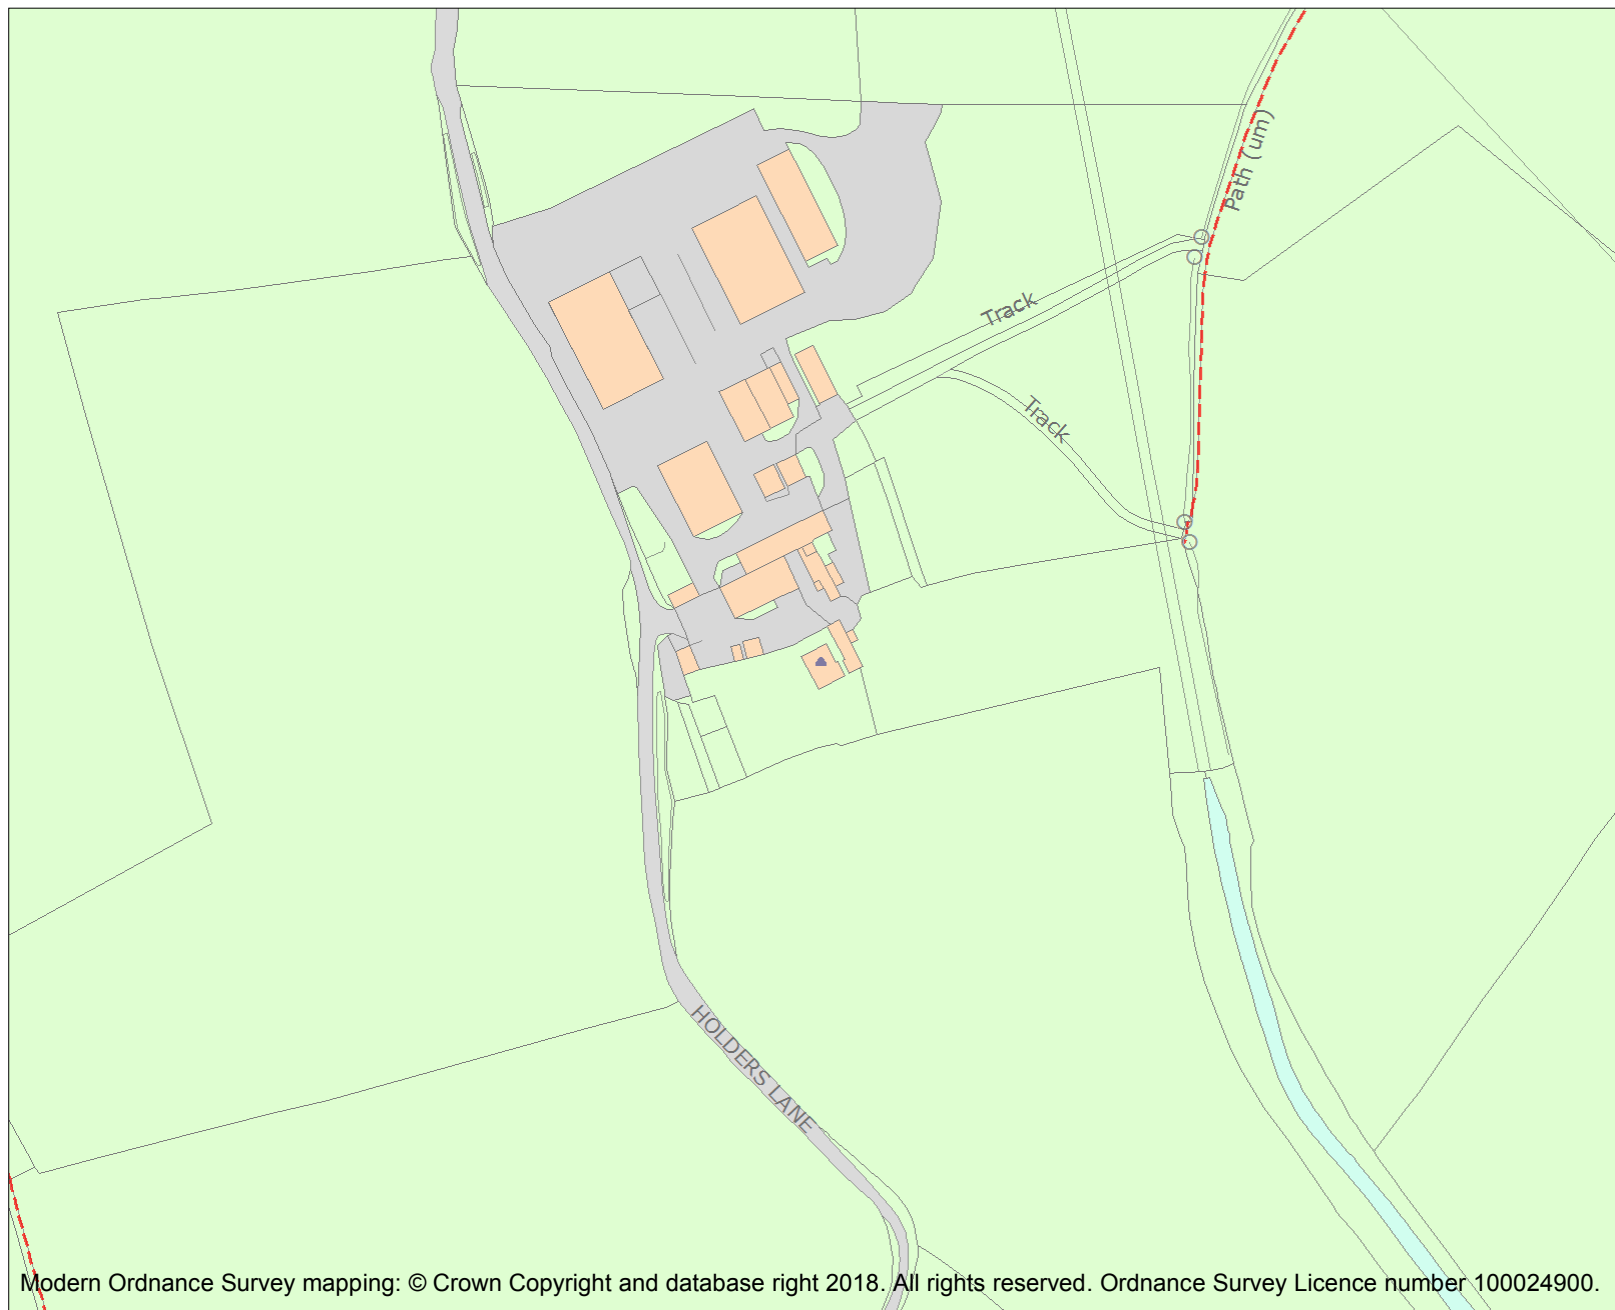 Path (um)
Track
Track
HOLDERS LANE
Modern Ordnance Survey mapping: © Crown Copyright and database right 2018. All rights reserved. Ordnance Survey Licence number 100024900.